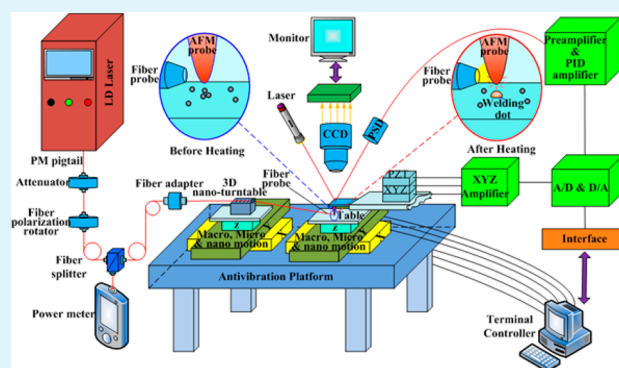 LD Laser
AFM
probe
Fiber
probe
Before Heating
Monitor
Laser
CCD
PSD
AFM
probe
Fiber
probe
Welding
dot
After Heating
Preamplifier
&
PID
amplifier
PM pigtail
Attenuator
Fiber
polarization
rotator
Fiber
splitter
Power meter
Fiber adapter
3D
nano-turntable
Fiber
probe
Table
Z
Z
Macro, Micro
& nano motion
Macro, Micro
& nano motion
Antivibration Platform
PZT
XYZ
XYZ
Amplifier
A/D & D/A
Interface
Terminal
Controller